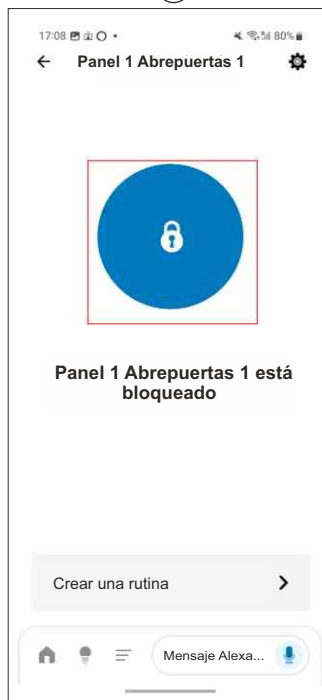 17:08
80%
Panel 1 Abrepuertas 1
Panel 1 Abrepuertas 1 está
bloqueado
Crear una rutina
Mensaje Alexa...